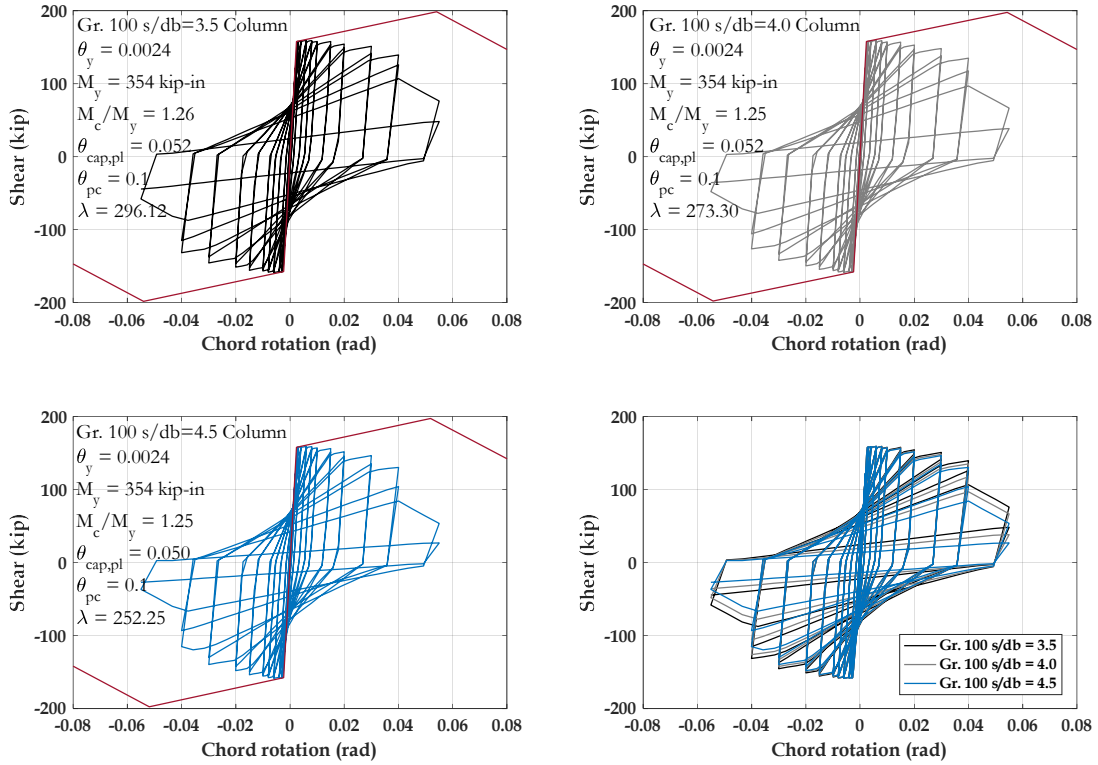 Gr. 100 s/db=3.5 Column
θy = 0.0024
My = 354 kip-in
Mc/My = 1.26
θcap,pl = 0.052
θpc = 0.1
λ = 296.12
200
100
0
-100
-200
Shear (kip)
-0.08 -0.06 -0.04 -0.02 0 0.02 0.04 0.06 0.08
Chord rotation (rad)
Gr. 100 s/db=4.0 Column
θy = 0.0024
My = 354 kip-in
Mc/My = 1.25
θcap,pl = 0.052
θpc = 0.1
λ = 273.30
200
100
0
-100
-200
Shear (kip)
-0.08 -0.06 -0.04 -0.02 0 0.02 0.04 0.06 0.08
Chord rotation (rad)
Gr. 100 s/db=4.5 Column
θy = 0.0024
My = 354 kip-in
Mc/My = 1.25
θcap,pl = 0.050
θpc = 0.1
λ = 252.25
200
100
0
-100
-200
Shear (kip)
-0.08 -0.06 -0.04 -0.02 0 0.02 0.04 0.06 0.08
Chord rotation (rad)
200
100
0
-100
-200
Shear (kip)
Gr. 100 s/db = 3.5
Gr. 100 s/db = 4.0
Gr. 100 s/db = 4.5
-0.08 -0.06 -0.04 -0.02 0 0.02 0.04 0.06 0.08
Chord rotation (rad)